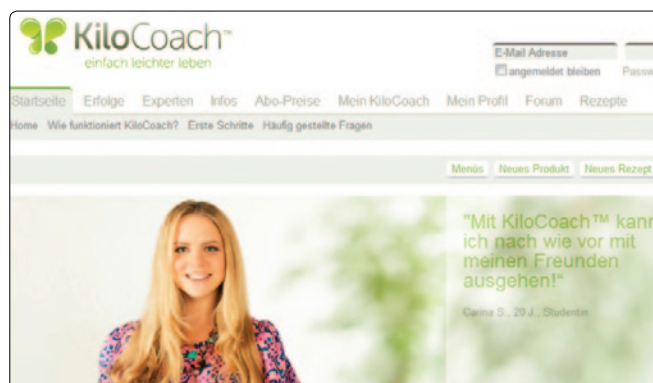 KiloCoach™
einfach leichter leben
E-Mail Adresse
angemeldet bleiben
Startseite Erfolge Experten Infos Abo-Preise Mein KiloCoach Mein Profil Forum Rezepte
Home Wie funktioniert KiloCoach? Erste Schritte Häufig gestellte Fragen
Menüs Neues Produkt Neues Rezept
"Mit KiloCoach™ kann
ich nach wie vor mit
meinen Freunden
ausgehen!“
Carina S., 29 J., Studentin